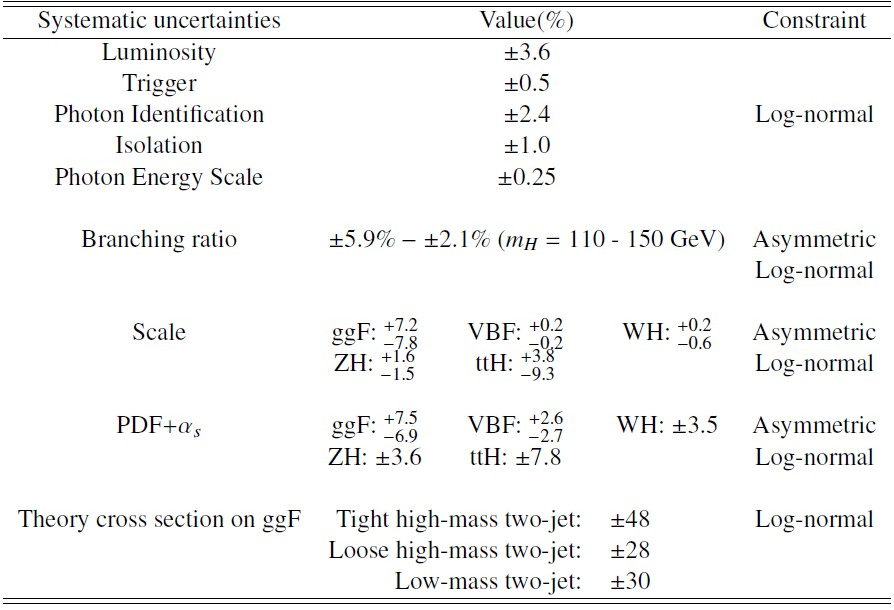 Systematic uncertainties Value(%) Constraint
Luminosity ±3.6
Trigger ±0.5
Photon Identification ±2.4 Log-normal
Isolation ±1.0
Photon Energy Scale ±0.25
Branching ratio ±5.9% − ±2.1% (m_H = 110 - 150 GeV) Asymmetric
Log-normal
Scale ggF: +7.2 −7.8 VBF: +0.2 −0.2 WH: +0.2 −0.6 Asymmetric
ZH: +1.6 −1.5 ttH: +3.8 −9.3 Log-normal
PDF+α_s ggF: +7.5 −6.9 VBF: +2.6 −2.7 WH: ±3.5 Asymmetric
ZH: ±3.6 ttH: ±7.8 Log-normal
Theory cross section on ggF Tight high-mass two-jet: ±48 Log-normal
Loose high-mass two-jet: ±28
Low-mass two-jet: ±30